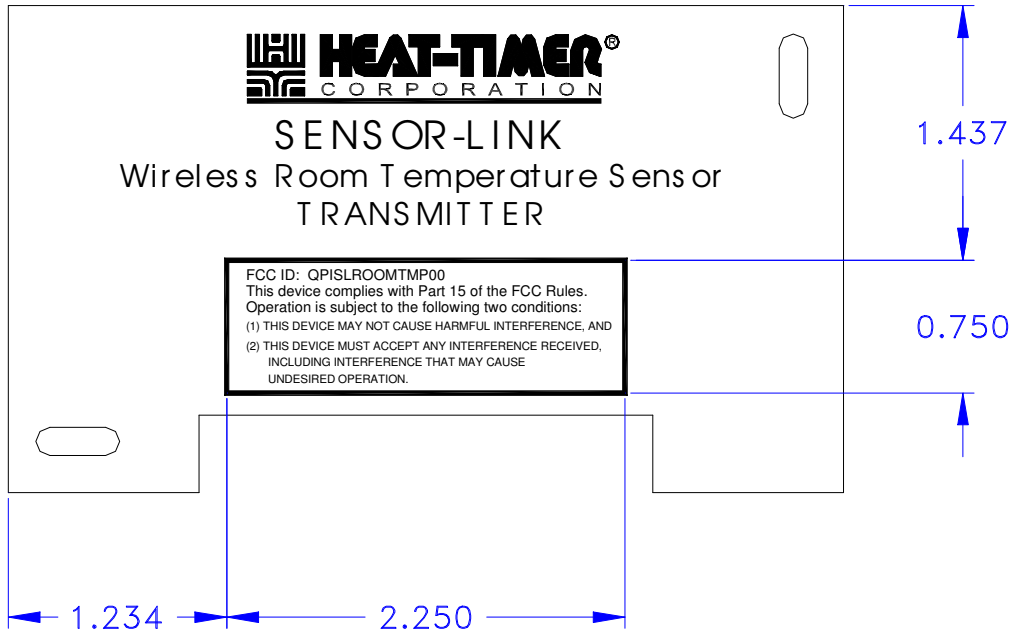 HEAT-TIMER®
CORPORATION
SENSOR-LINK
Wireless Room Temperature Sensor
TRANSMITTER
1.437
FCC ID: QPISLROOMTMP00
This device complies with Part 15 of the FCC Rules.
Operation is subject to the following two conditions:
(1) THIS DEVICE MAY NOT CAUSE HARMFUL INTERFERENCE, AND
(2) THIS DEVICE MUST ACCEPT ANY INTERFERENCE RECEIVED,
INCLUDING INTERFERENCE THAT MAY CAUSE
UNDESIRED OPERATION.
0.750
1.234
2.250